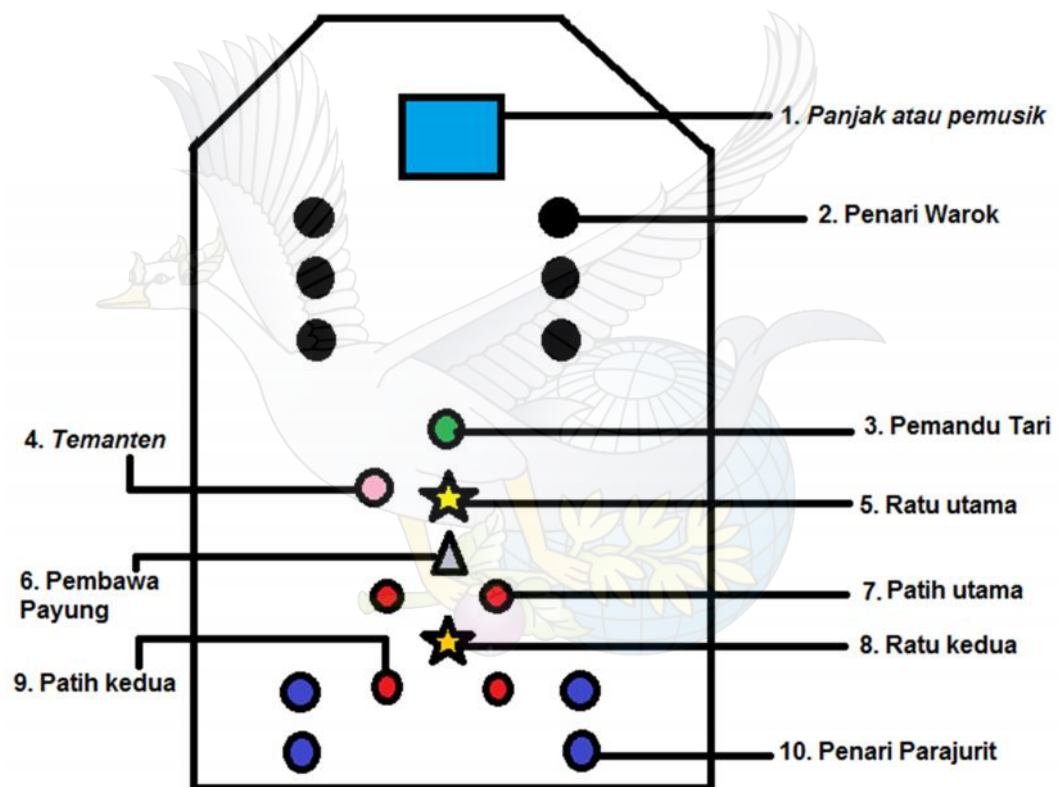 1. Panjak atau pemusik
2. Penari Warok
3. Pemandu Tari
4. Temanten
5. Ratu utama
6. Pembawa
Payung
7. Patih utama
8. Ratu kedua
9. Patih kedua
10. Penari Parajurit